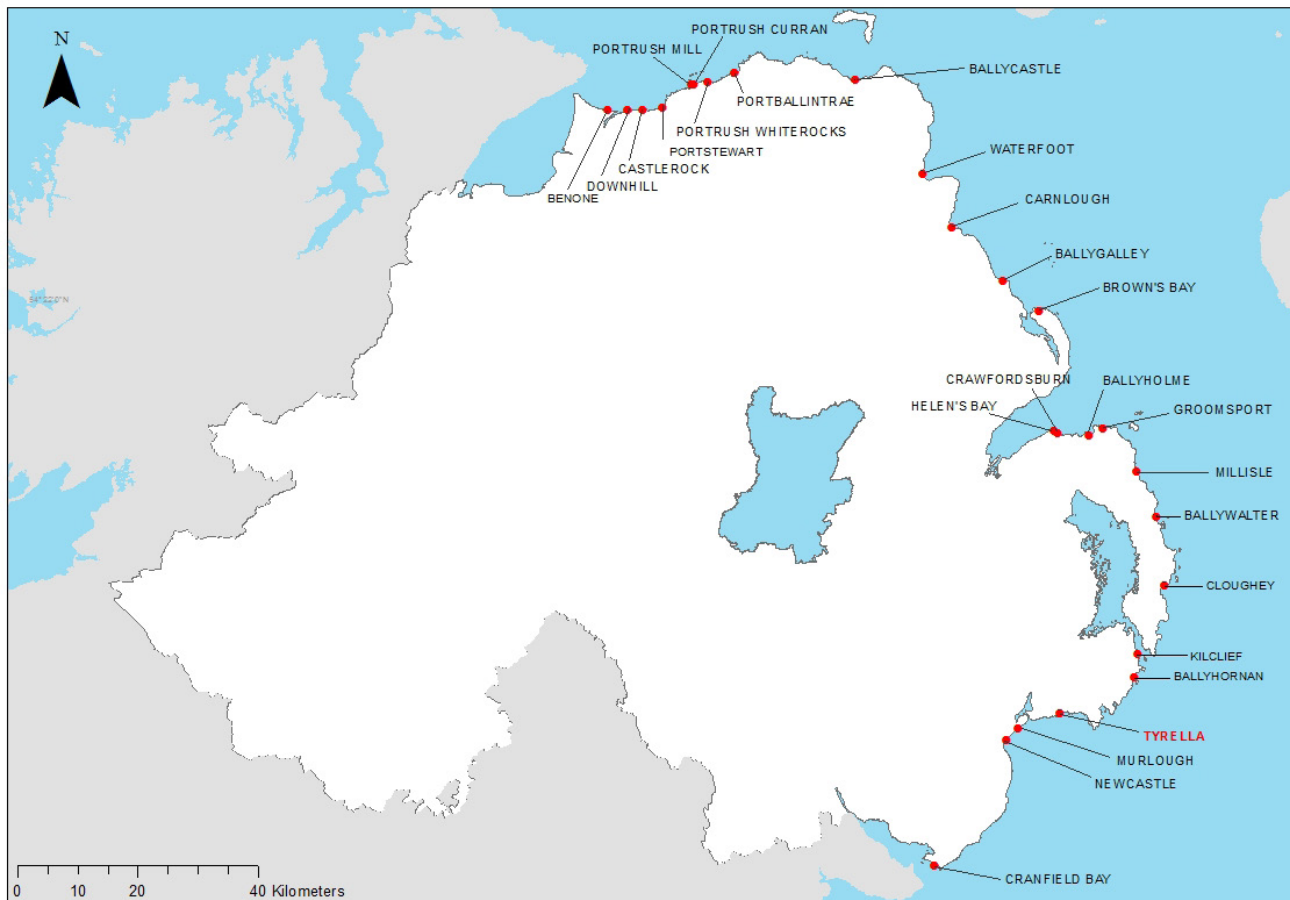 N
PORTRUSH CURRAN
PORTRUSH MILL
BALLYCASTLE
PORTBALLINTRAE
PORTRUSH WHITEROCKS
PORTSTEWART
CASTLEROCK
DOWNHILL
BENONE
WATERFOOT
CARNLOUGH
BALLYGALLEY
BROWN'S BAY
CRAWFORDSBURN
BALLYHOLME
HELEN'S BAY
GROOMSPORT
MILLISLE
BALLYWALTER
CLOUGHEY
KILCLIEF
BALLYHORNAN
TYRELLA
MURLOUGH
NEWCASTLE
CRANFIELD BAY
0 10 20 40 Kilometers